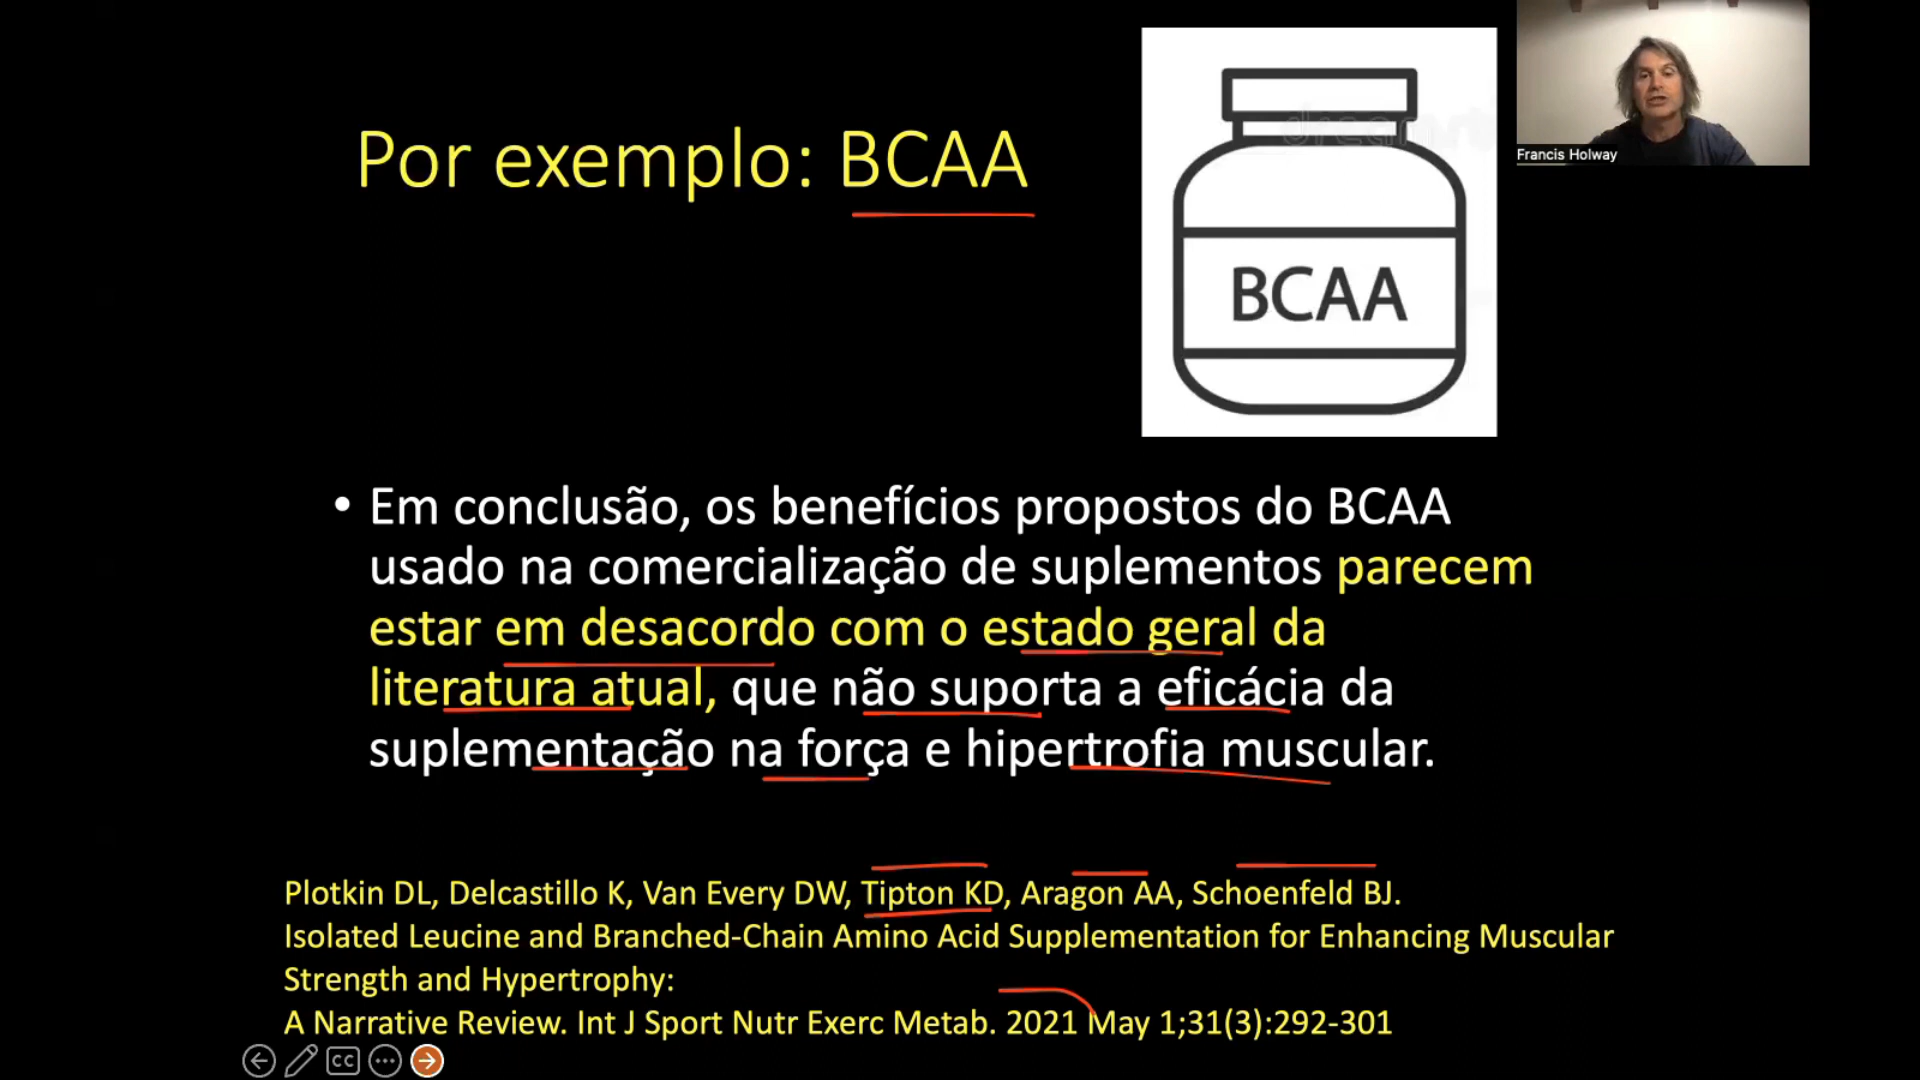 Por exemplo: BCAA
BCAA
Francis Holway
• Em conclusão, os benefícios propostos do BCAA
usado na comercialização de suplementos parecem
estar em desacordo com o estado geral da
literatura atual, que não suporta a eficácia da
suplementação na força e hipertrofia muscular.
Plotkin DL, Delcastillo K, Van Every DW, Tipton KD, Aragon AA, Schoenfeld BJ.
Isolated Leucine and Branched-Chain Amino Acid Supplementation for Enhancing Muscular
Strength and Hypertrophy:
A Narrative Review. Int J Sport Nutr Exerc Metab. 2021 May 1;31(3):292-301
CC